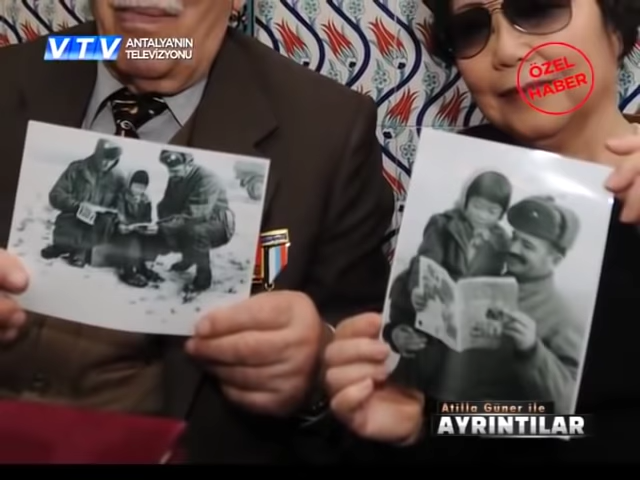 VTV
ANTALYA'NIN
TELEVİZYONU
ÖZEL
HABER
Atilla Güner ile
AYRINTILAR